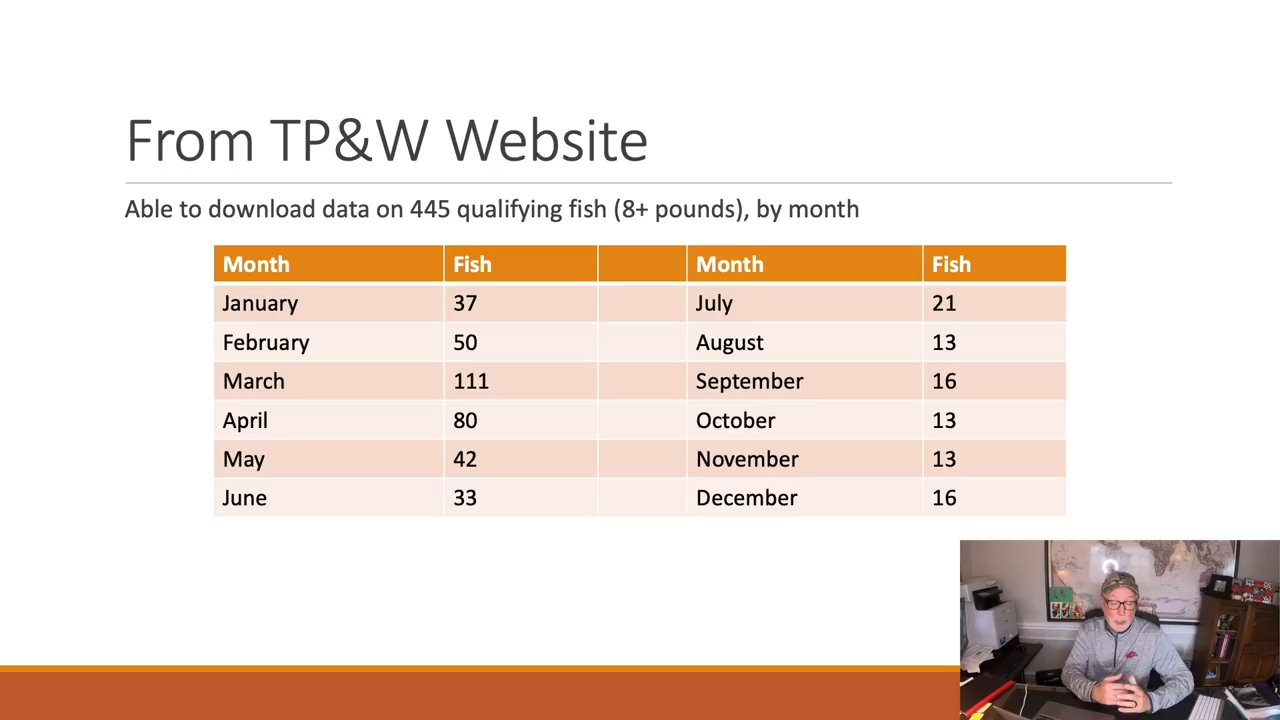 From TP&W Website
Able to download data on 445 qualifying fish (8+ pounds), by month
Month Fish Month Fish
January 37 July 21
February 50 August 13
March 111 September 16
April 80 October 13
May 42 November 13
June 33 December 16